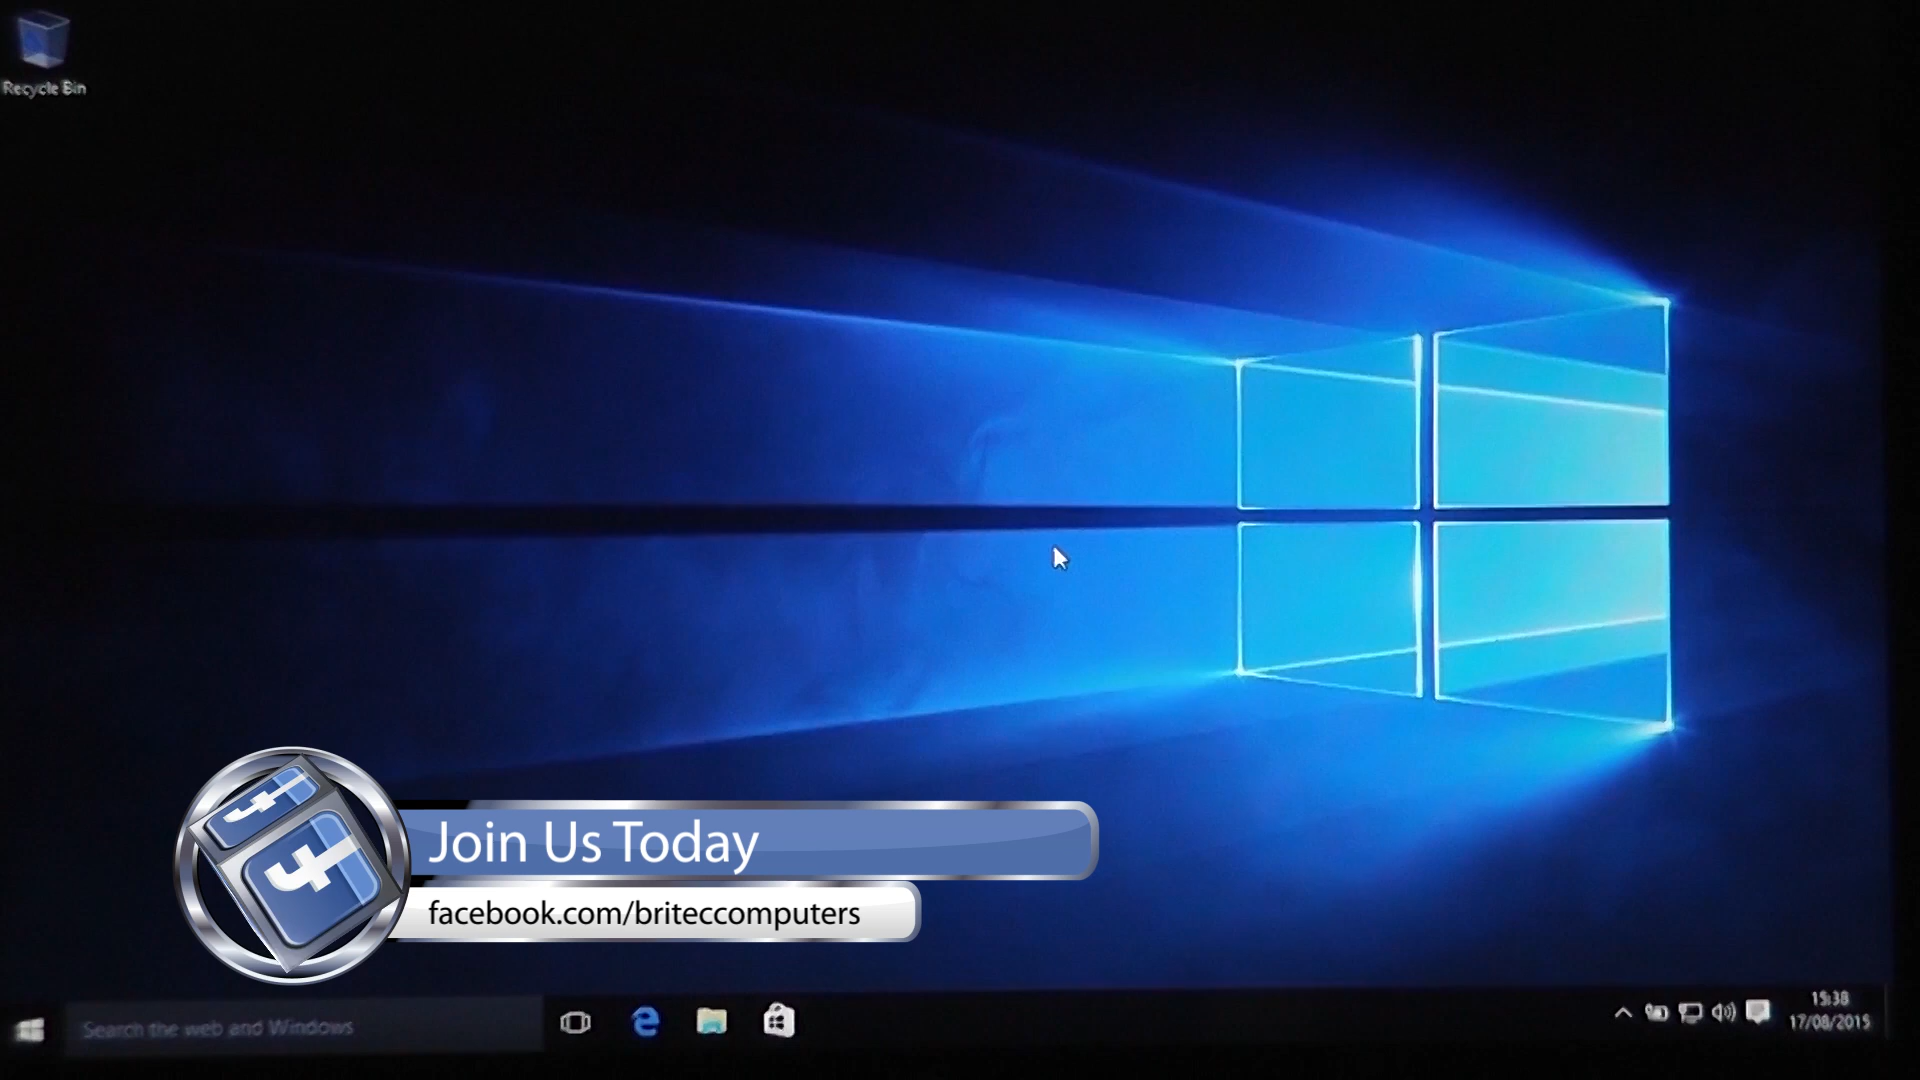 Recycle Bin
Join Us Today
facebook.com/briteccomputers
Search the web and Windows
15:38
17/08/2015